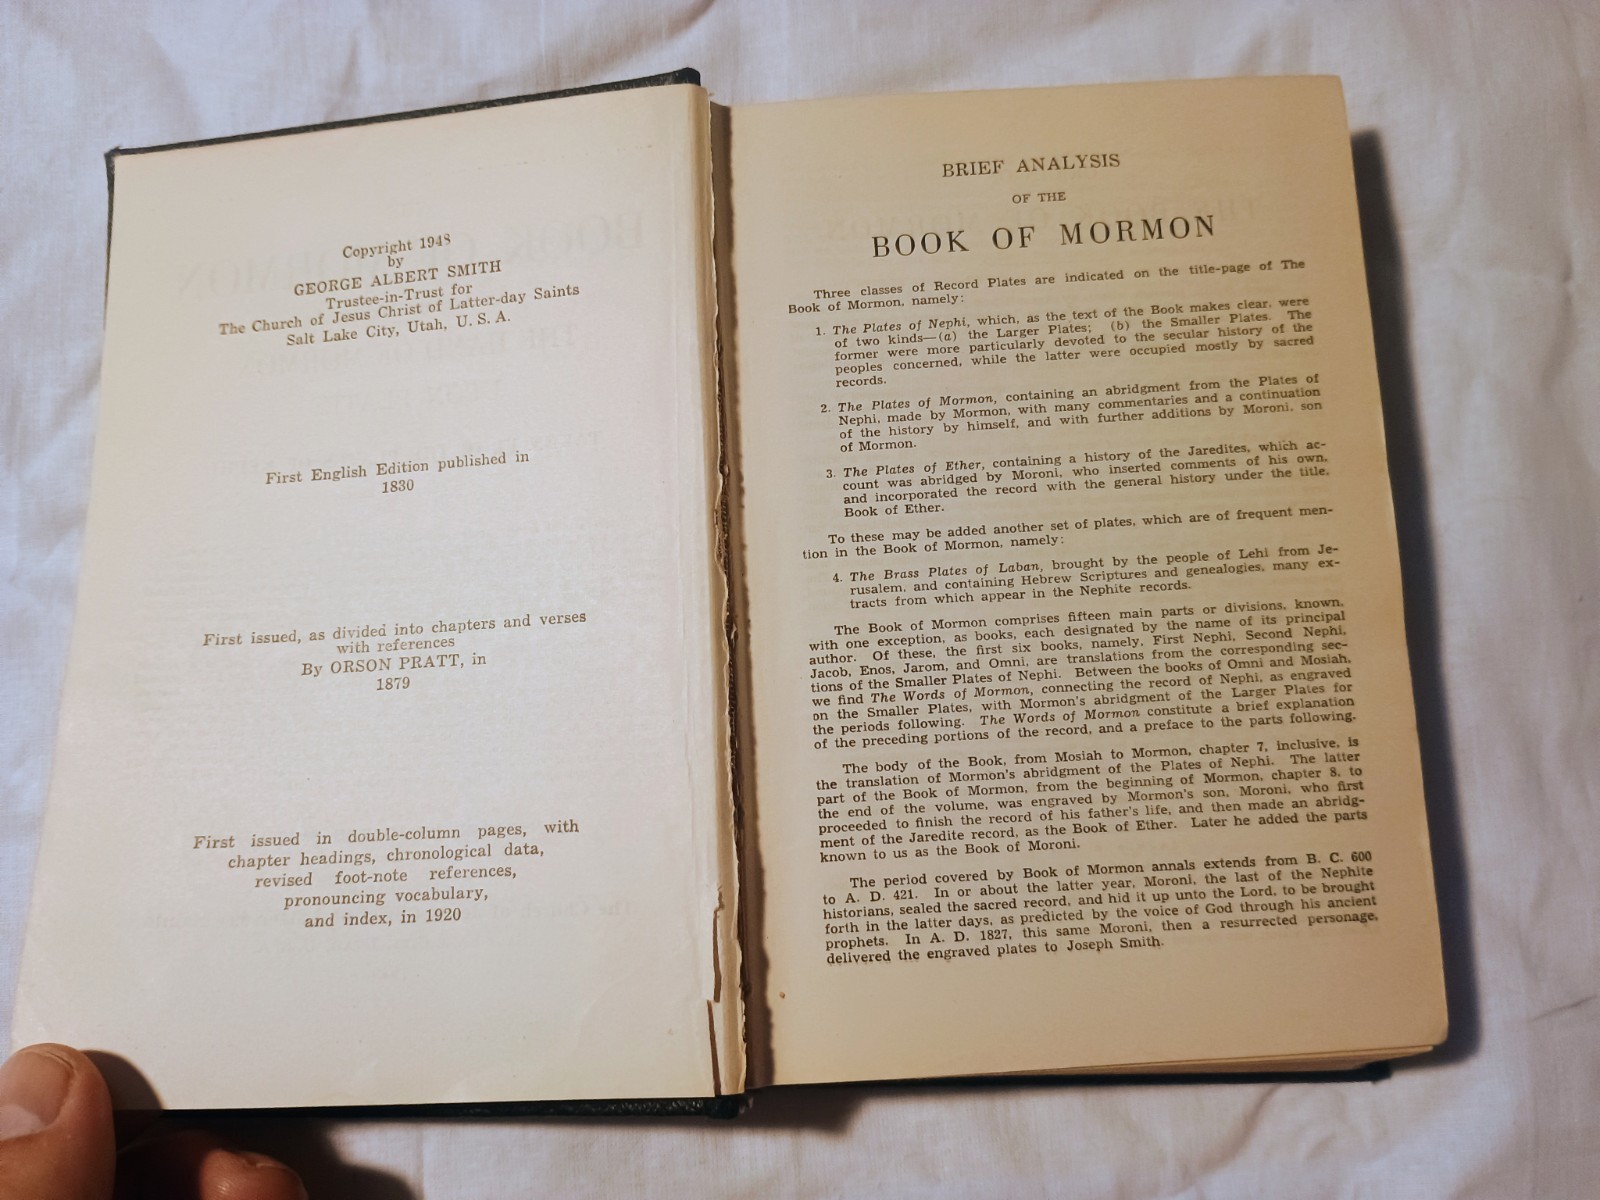 Copyright 1948
by
GEORGE ALBERT SMITH
Trustee-in-Trust for
The Church of Jesus Christ of Latter-day Saints
Salt Lake City, Utah, U. S. A.
First English Edition published in
1830
First issued, as divided into chapters and verses
with references
By ORSON PRATT, in
1879
First issued in double-column pages, with
chapter headings, chronological data,
revised foot-note references,
pronouncing vocabulary,
and index, in 1920
BRIEF ANALYSIS
OF THE
BOOK OF MORMON
Three classes of Record Plates are indicated on the title-page of The
Book of Mormon, namely:
1. The Plates of Nephi, which, as the text of the Book makes clear, were
of two kinds—(a) the Larger Plates; (b) the Smaller Plates. The
former were more particularly devoted to the secular history of the
peoples concerned, while the latter were occupied mostly by sacred
records.
2. The Plates of Mormon, containing an abridgment from the Plates of
Nephi, made by Mormon, with many commentaries and a continuation
of the history by himself, and with further additions by Moroni, son
of Mormon.
3. The Plates of Ether, containing a history of the Jaredites, which ac-
count was abridged by Moroni, who inserted comments of his own,
and incorporated the record with the general history under the title,
Book of Ether.
To these may be added another set of plates, which are of frequent men-
tion in the Book of Mormon, namely:
4. The Brass Plates of Laban, brought by the people of Lehi from Je-
rusalem, and containing Hebrew Scriptures and genealogies, many ex-
tracts from which appear in the Nephite records.
The Book of Mormon comprises fifteen main parts or divisions, known,
with one exception, as books, each designated by the name of its principal
author. Of these, the first six books, namely, First Nephi, Second Nephi,
Jacob, Enos, Jarom, and Omni, are translations from the corresponding sec-
tions of the Smaller Plates of Nephi. Between the books of Omni and Mosiah,
we find The Words of Mormon, connecting the record of Nephi, as engraved
on the Smaller Plates, with Mormon's abridgment of the Larger Plates for
the periods following. The Words of Mormon constitute a brief explanation
of the preceding portions of the record, and a preface to the parts following.
The body of the Book, from Mosiah to Mormon, chapter 7, inclusive, is
the translation of Mormon's abridgment of the Plates of Nephi. The latter
part of the Book of Mormon, from the beginning of Mormon, chapter 8, to
the end of the volume, was engraved by Mormon's son, Moroni, who first
proceeded to finish the record of his father's life, and then made an abridg-
ment of the Jaredite record, as the Book of Ether. Later he added the parts
known to us as the Book of Moroni.
The period covered by Book of Mormon annals extends from B. C. 600
to A. D. 421. In or about the latter year, Moroni, the last of the Nephite
historians, sealed the sacred record, and hid it up unto the Lord, to be brought
forth in the latter days, as predicted by the voice of God through his ancient
prophets. In A. D. 1827, this same Moroni, then a resurrected personage,
delivered the engraved plates to Joseph Smith.